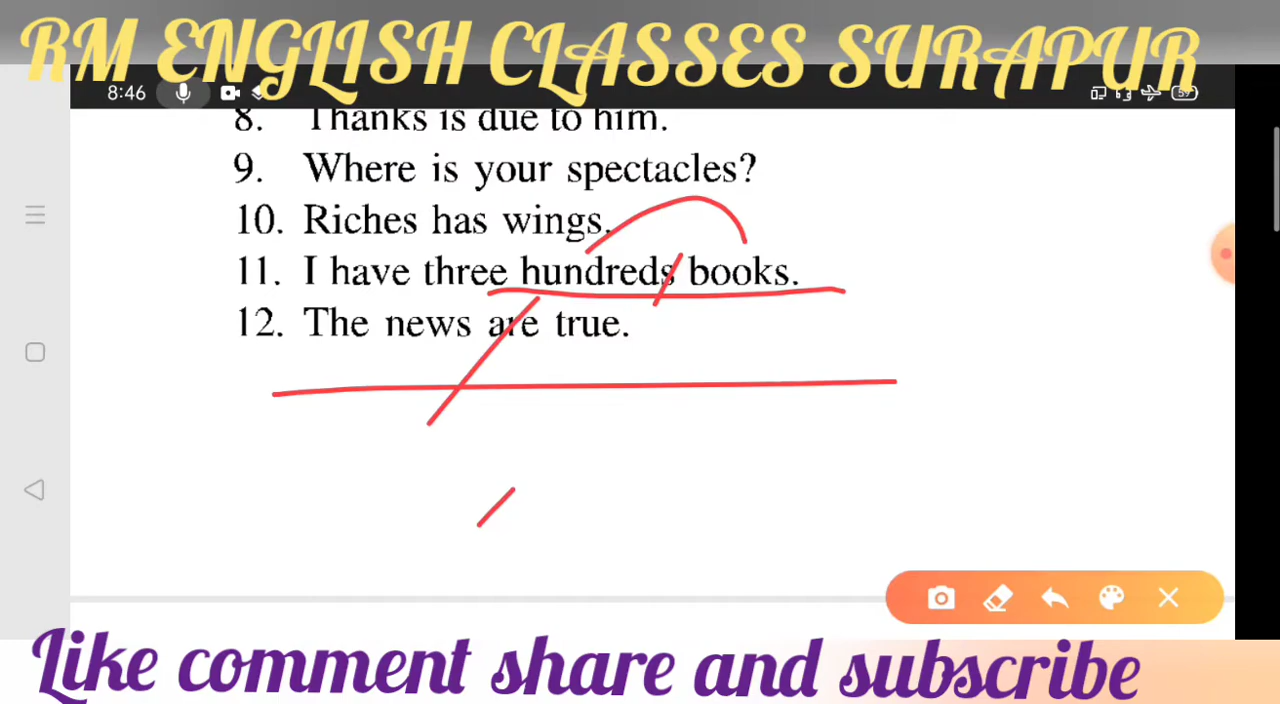 RM ENGLISH CLASSES SURAPUR
8:46
59
8. Thanks is due to him.
9. Where is your spectacles?
10. Riches has wings.
11. I have three hundreds books.
12. The news are true.
Like comment share and subscribe